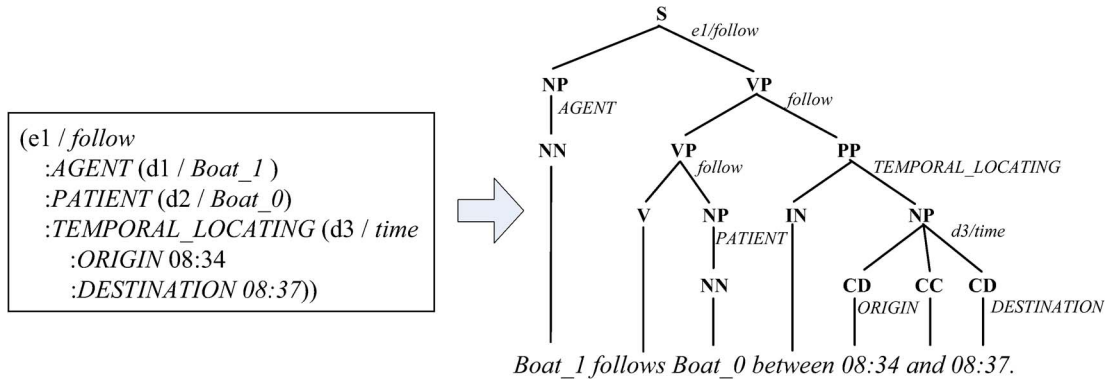 (e1 / follow
:AGENT (d1 / Boat_1 )
:PATIENT (d2 / Boat_0)
:TEMPORAL_LOCATING (d3 / time
:ORIGIN 08:34
:DESTINATION 08:37))
S
e1/follow
NP VP
AGENT follow
NN VP PP
follow TEMPORAL_LOCATING
V NP IN NP
PATIENT d3/time
NN CD CC CD
ORIGIN DESTINATION
Boat_1 follows Boat_0 between 08:34 and 08:37.